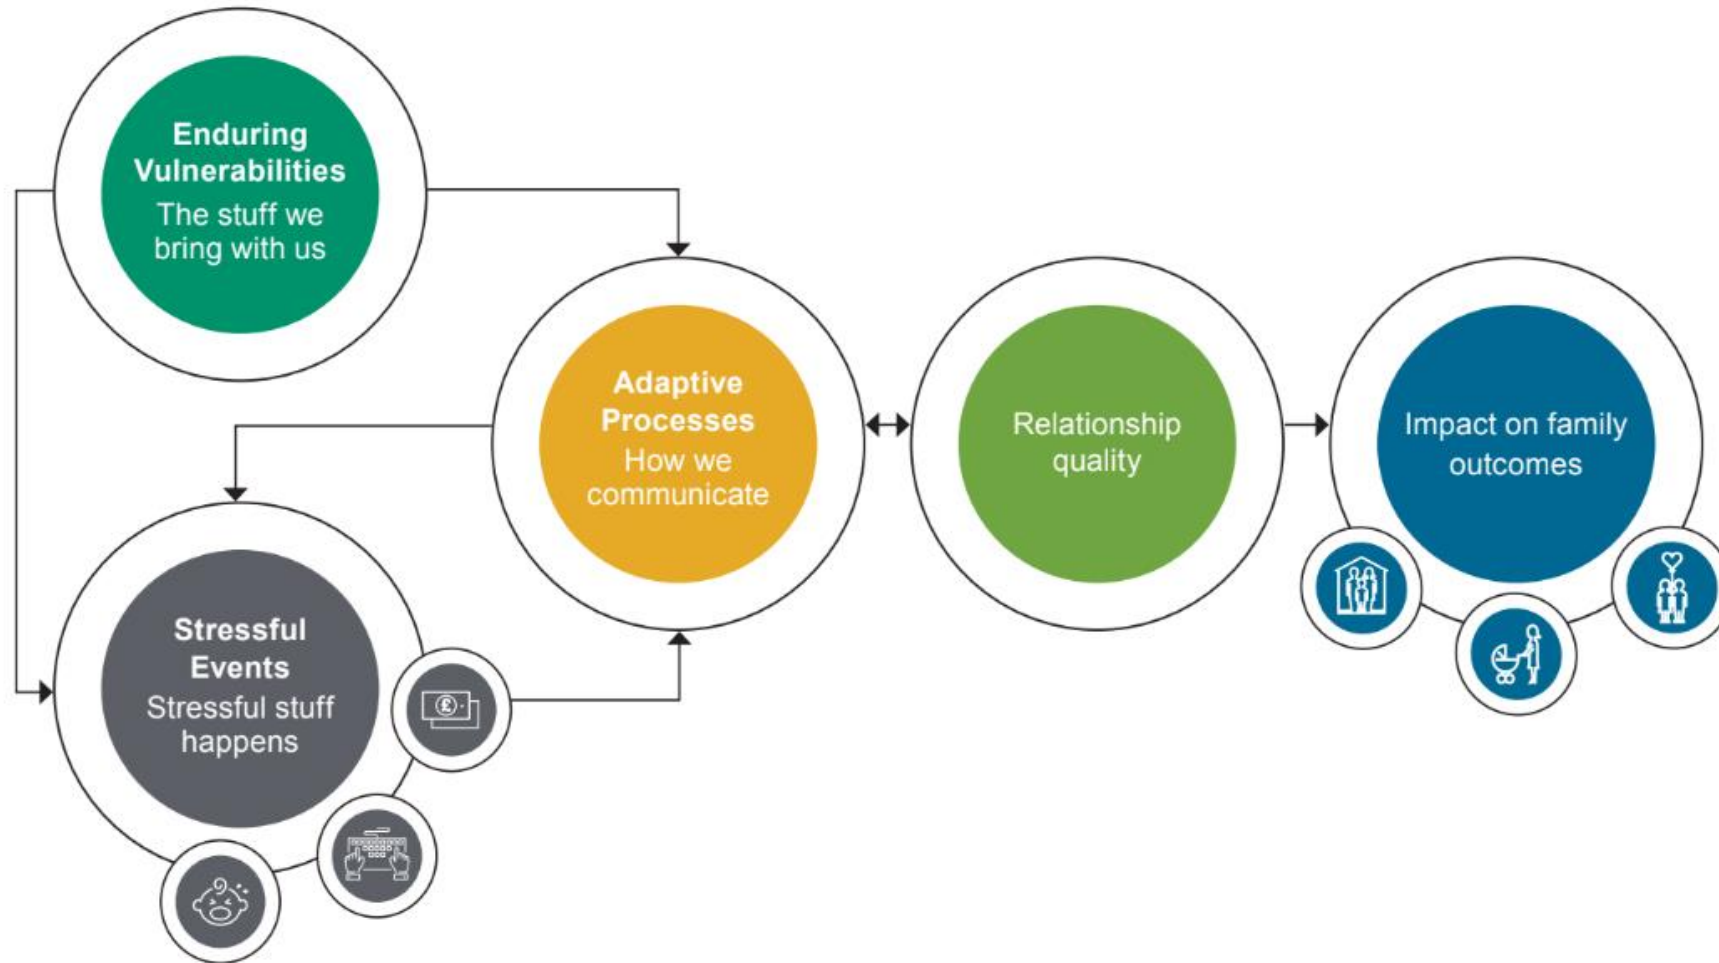 Enduring
Vulnerabilities
The stuff we
bring with us
Adaptive
Processes
How we
communicate
Relationship
quality
Impact on family
outcomes
Stressful
Events
Stressful stuff
happens
£